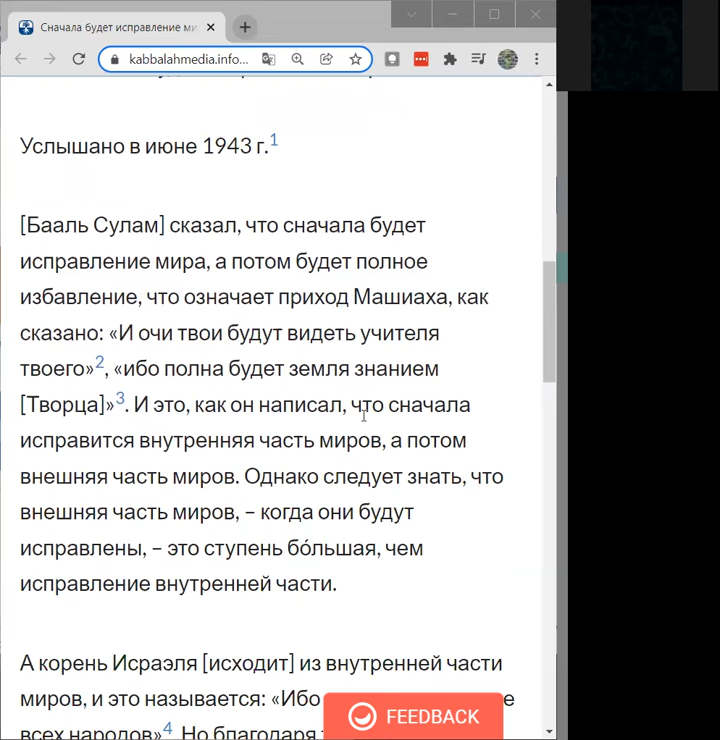 Сначала будет исправление ми
kabbalahmedia.info...
Услышано в июне 1943 г.1
[Бааль Сулам] сказал, что сначала будет
исправление мира, а потом будет полное
избавление, что означает приход Машиаха, как
сказано: «И очи твои будут видеть учителя
твоего»2, «ибо полна будет земля знанием
[Творца]»3. И это, как он написал, что сначала
исправится внутренняя часть миров, а потом
внешняя часть миров. Однако следует знать, что
внешняя часть миров, – когда они будут
исправлены, – это ступень бо́льшая, чем
исправление внутренней части.
А корень Исраэля [исходит] из внутренней части
миров, и это называется: «Ибо
всех народов»4. Но благодаря
FEEDBACK